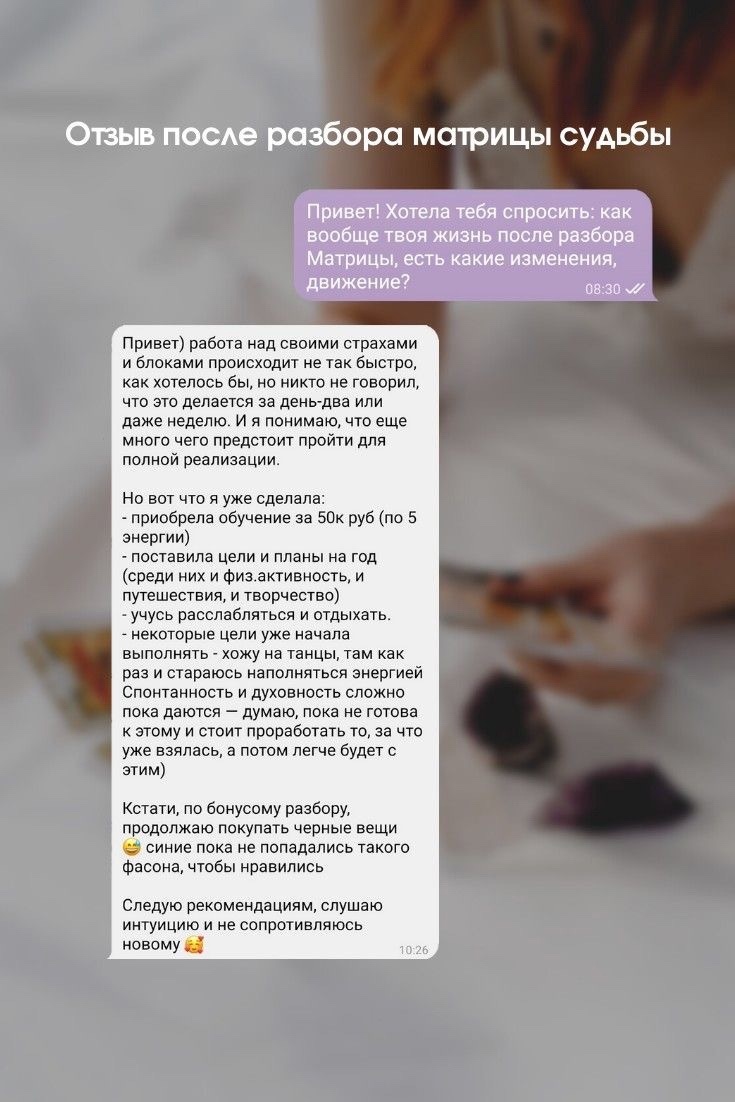 Отзыв после разбора матрицы судьбы
Привет! Хотела тебя спросить: как
вообще твоя жизнь после разбора
Матрицы, есть какие изменения,
движение?
08:30
Привет) работа над своими страхами
и блоками происходит не так быстро,
как хотелось бы, но никто не говорил,
что это делается за день-два или
даже неделю. И я понимаю, что еще
много чего предстоит пройти для
полной реализации.
Но вот что я уже сделала:
- приобрела обучение за 50к руб (по 5
энергии)
- поставила цели и планы на год
(среди них и физ.активность, и
путешествия, и творчество)
- учусь расслабляться и отдыхать.
- некоторые цели уже начала
выполнять - хожу на танцы, там как
раз и стараюсь наполняться энергией
Спонтанность и духовность сложно
пока даются — думаю, пока не готова
к этому и стоит проработать то, за что
уже взялась, а потом легче будет с
этим)
Кстати, по бонусому разбору,
продолжаю покупать черные вещи
😅 синие пока не попадались такого
фасона, чтобы нравились
Следую рекомендациям, слушаю
интуицию и не сопротивляюсь
новому 🥰
10:26